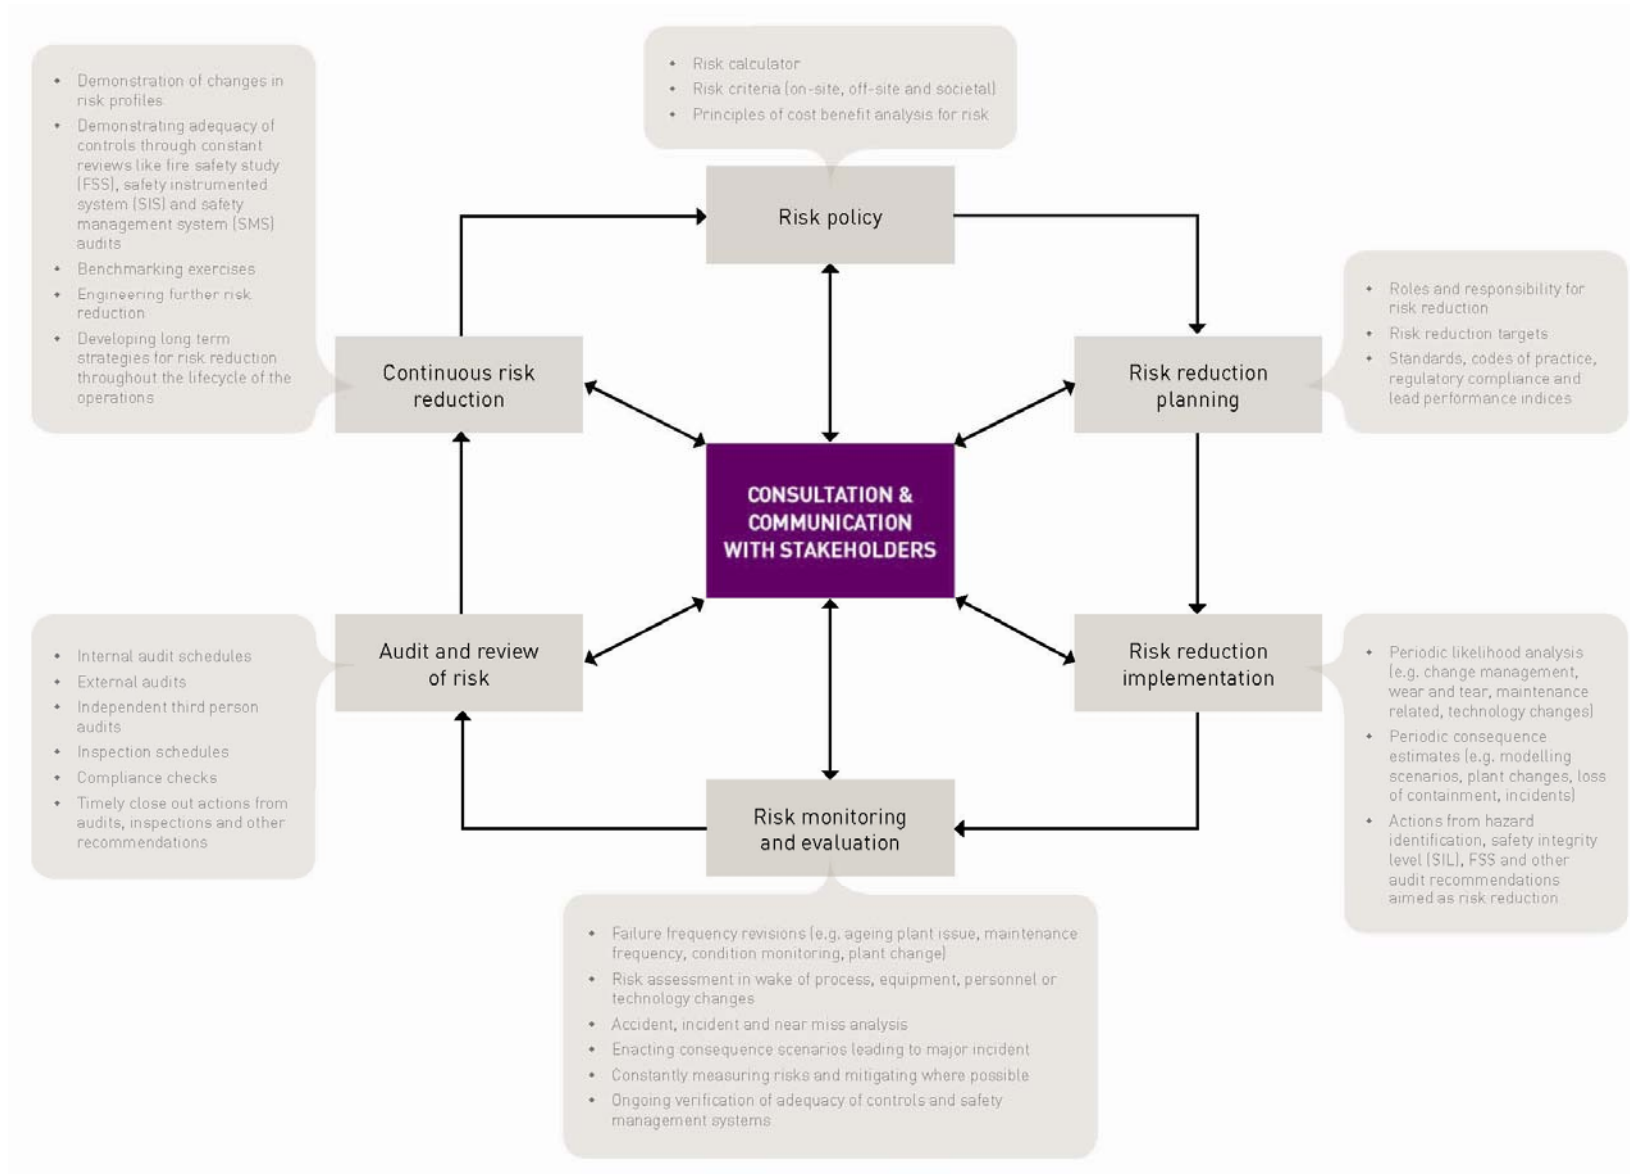 • Risk calculator
• Risk criteria (on-site, off-site and societal)
• Principles of cost benefit analysis for risk
Risk policy
• Roles and responsibility for
risk reduction
• Risk reduction targets
• Standards, codes of practice,
regulatory compliance and
lead performance indices
Risk reduction
planning
• Periodic likelihood analysis
(e.g. change management,
wear and tear, maintenance
related, technology changes)
• Periodic consequence
estimates (e.g. modelling
scenarios, plant changes, loss
of containment, incidents)
• Actions from hazard
identification, safety integrity
level (SIL), FSS and other
audit recommendations
aimed as risk reduction
Risk reduction
implementation
Risk monitoring
and evaluation
• Failure frequency revisions (e.g. ageing plant issue, maintenance
frequency, condition monitoring, plant change)
• Risk assessment in wake of process, equipment, personnel or
technology changes
• Accident, incident and near miss analysis
• Enacting consequence scenarios leading to major incident
• Constantly measuring risks and mitigating where possible
• Ongoing verification of adequacy of controls and safety
management systems
Audit and review
of risk
• Internal audit schedules
• External audits
• Independent third person
audits
• Inspection schedules
• Compliance checks
• Timely close out actions from
audits, inspections and other
recommendations
Continuous risk
reduction
• Demonstration of changes in
risk profiles
• Demonstrating adequacy of
controls through constant
reviews like fire safety study
(FSS), safety instrumented
system (SIS) and safety
management system (SMS)
audits
• Benchmarking exercises
• Engineering further risk
reduction
• Developing long term
strategies for risk reduction
throughout the lifecycle of the
operations
CONSULTATION &
COMMUNICATION
WITH STAKEHOLDERS